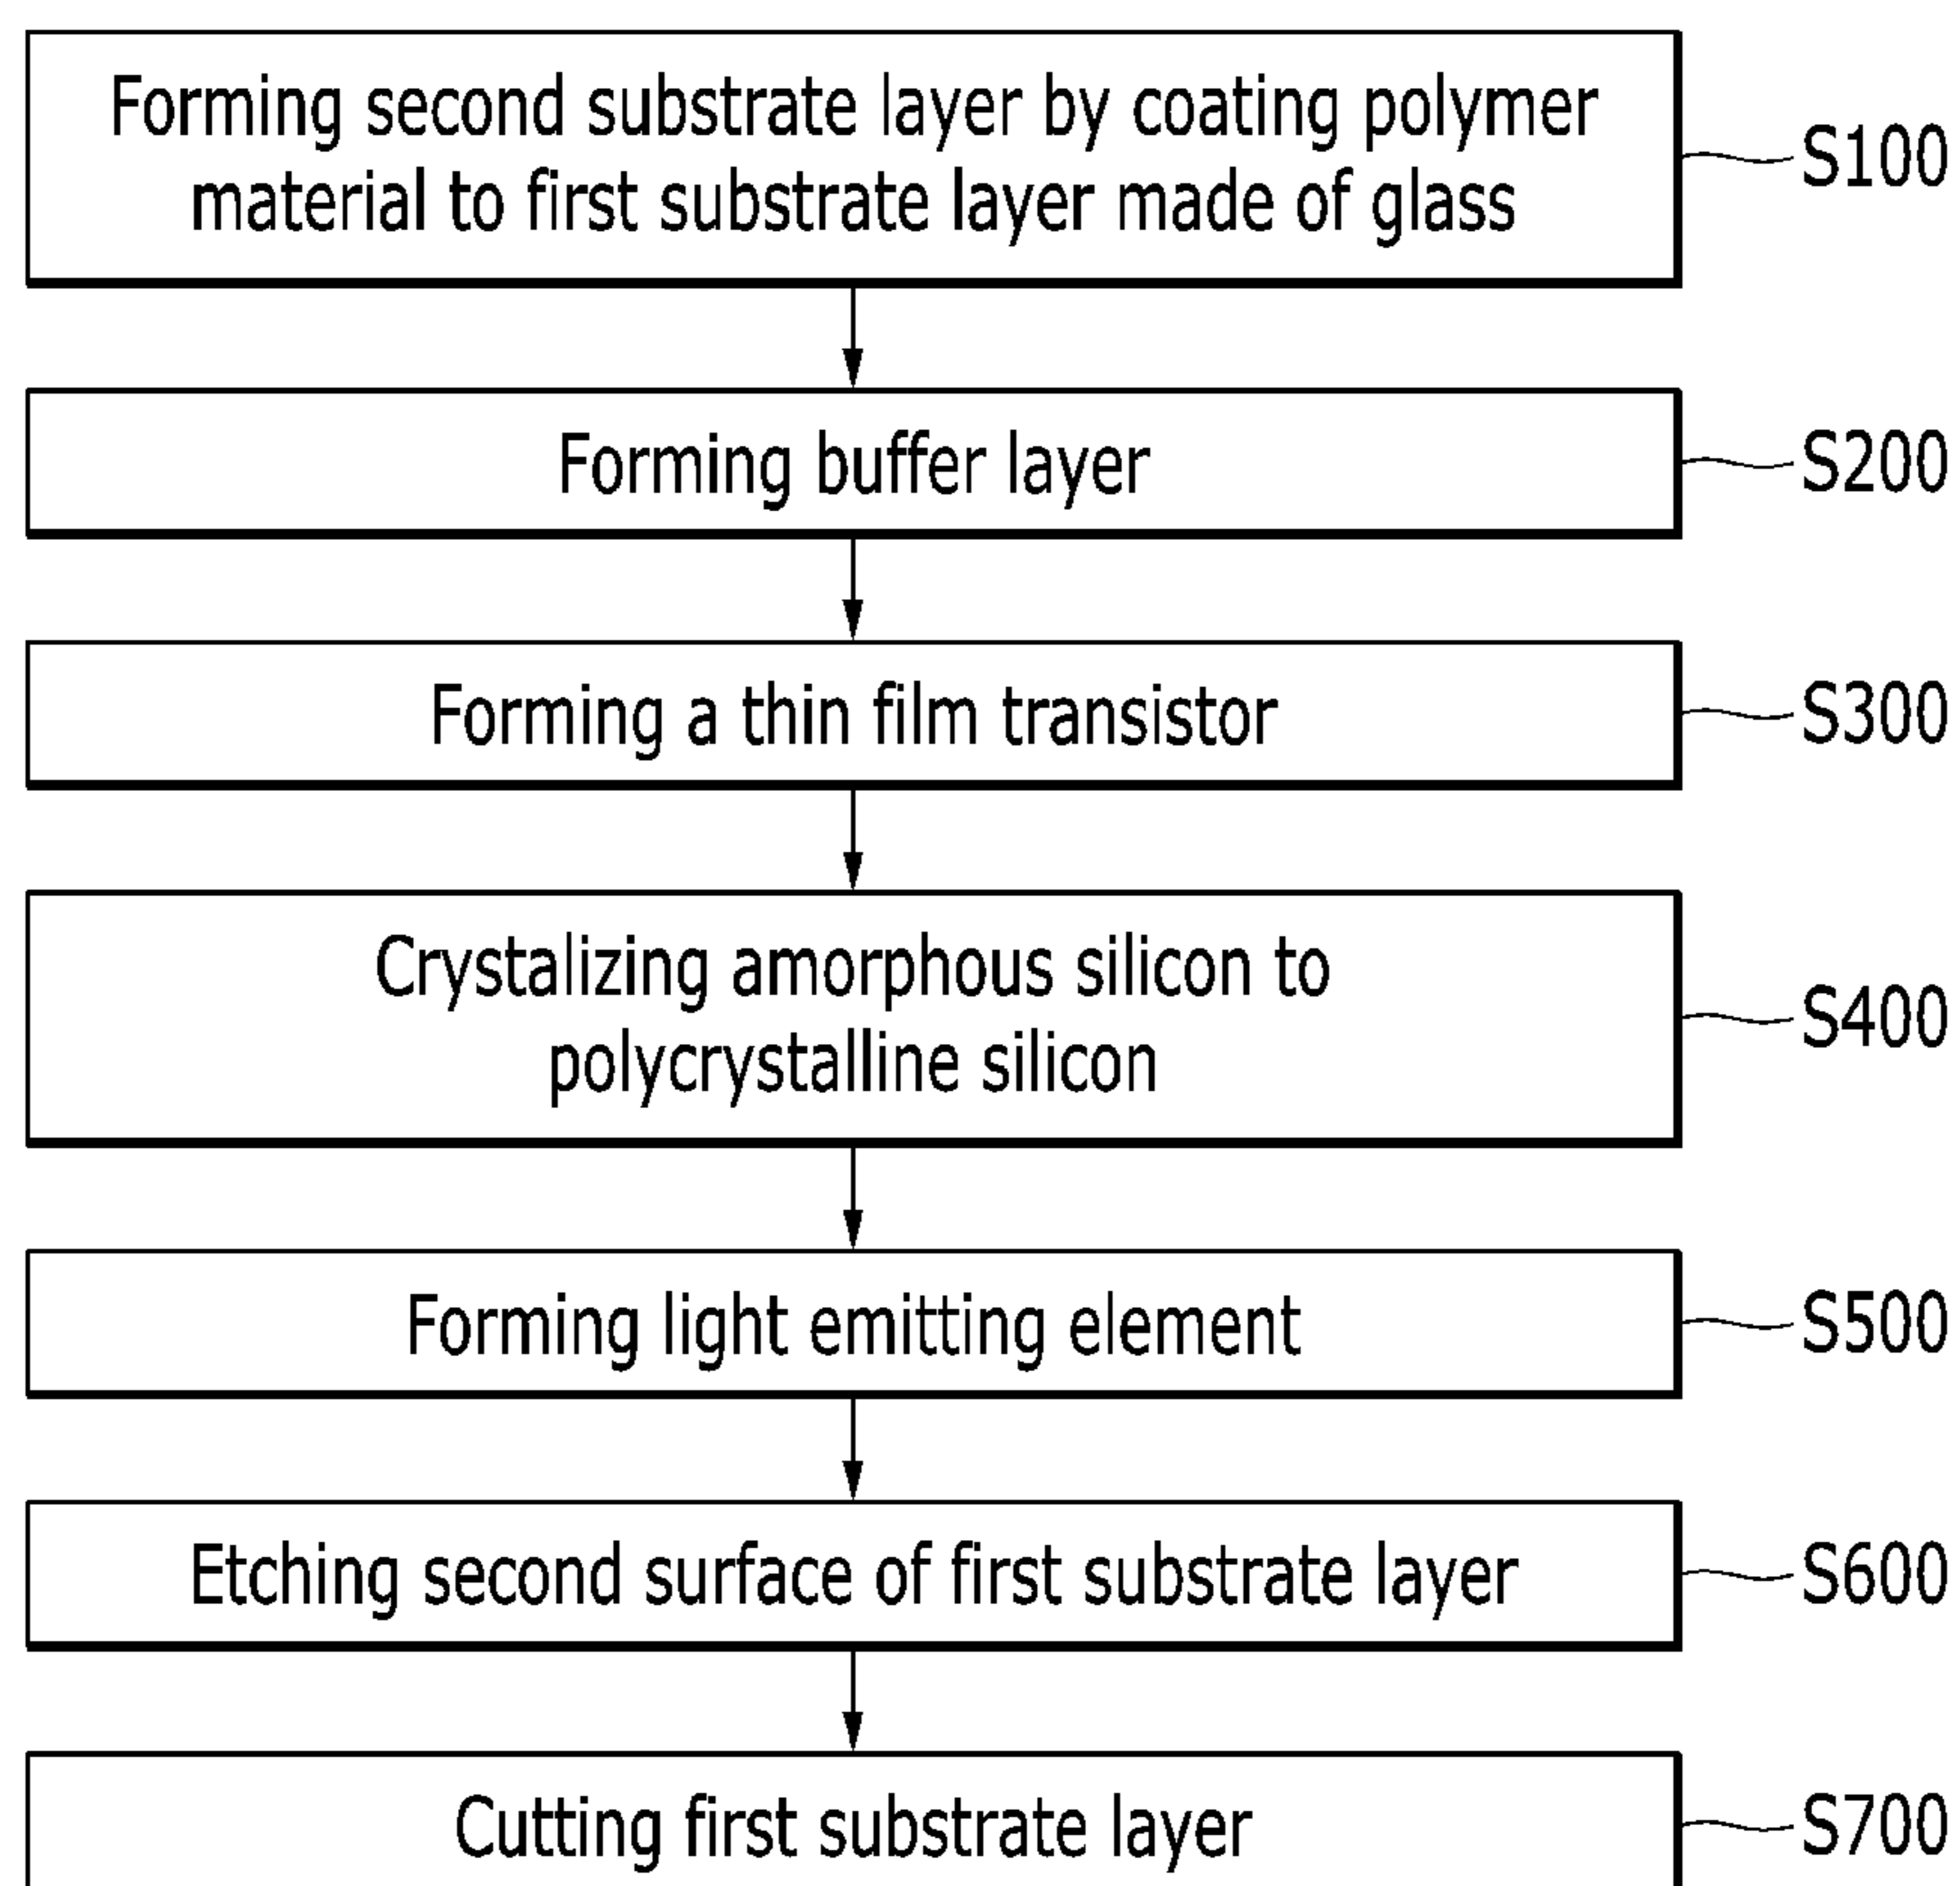 Forming second substrate layer by coating polymer
material to first substrate layer made of glass
S100
Forming buffer layer
S200
Forming a thin film transistor
S300
Crystalizing amorphous silicon to
polycrystalline silicon
S400
Forming light emitting element
S500
Etching second surface of first substrate layer
S600
Cutting first substrate layer
S700